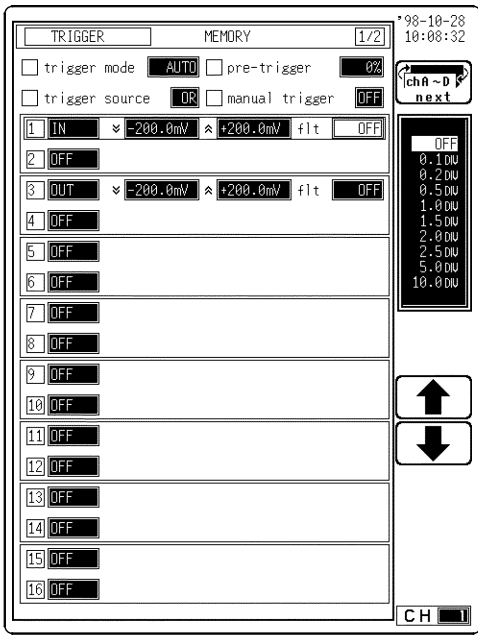 '98-10-28
TRIGGER MEMORY 1/2 10:08:32
trigger mode AUTO pre-trigger 0%
trigger source OR manual trigger OFF
chA~D
next
1 IN -200.0mV +200.0mV flt OFF
2 OFF
3 OUT -200.0mV +200.0mV flt OFF
4 OFF
5 OFF
6 OFF
7 OFF
8 OFF
9 OFF
10 OFF
11 OFF
12 OFF
13 OFF
14 OFF
15 OFF
16 OFF
OFF
0.1DIV
0.2DIV
0.5DIV
1.0DIV
1.5DIV
2.0DIV
2.5DIV
5.0DIV
10.0DIV
CH 1